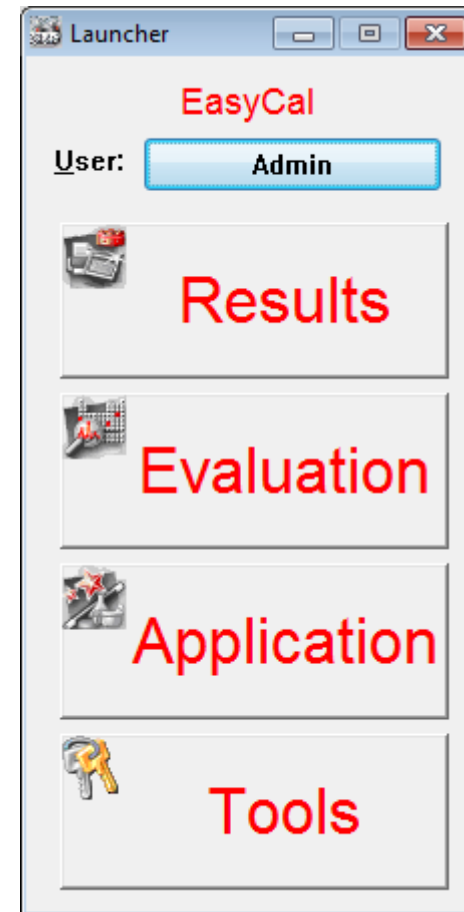 Launcher
EasyCal
User: Admin
Results
Evaluation
Application
Tools